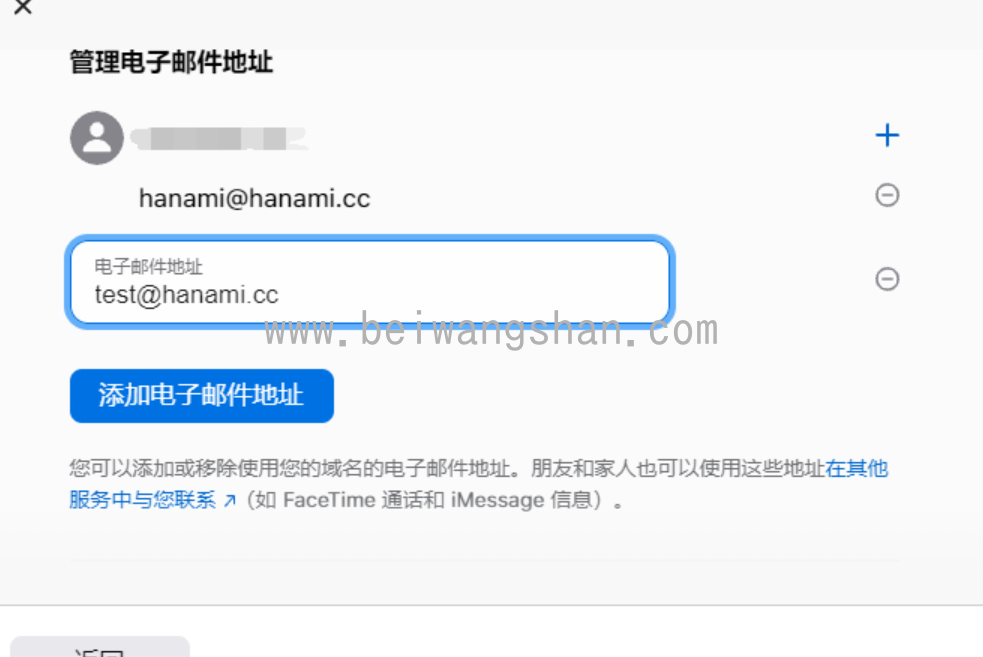 管理电子邮件地址
hanami@hanami.cc
电子邮件地址
test@hanami.cc
www.beiwangshan.com
添加电子邮件地址
您可以添加或移除使用您的域名的电子邮件地址。朋友和家人也可以使用这些地址在其他
服务中与您联系 ↗（如 FaceTime 通话和 iMessage 信息）。
返回